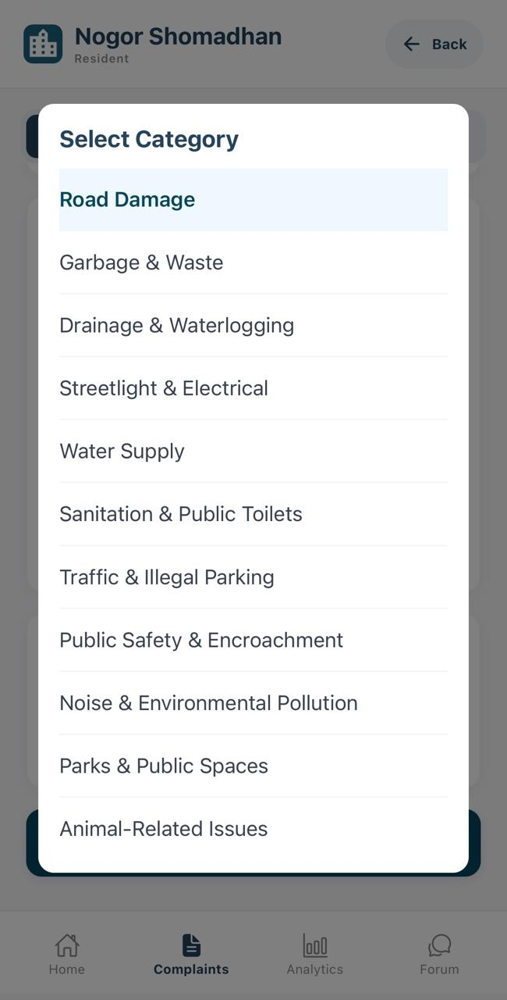 Nogor Shomadhan
Resident
Back
Select Category
Road Damage
Garbage & Waste
Drainage & Waterlogging
Streetlight & Electrical
Water Supply
Sanitation & Public Toilets
Traffic & Illegal Parking
Public Safety & Encroachment
Noise & Environmental Pollution
Parks & Public Spaces
Animal-Related Issues
Home
Complaints
Analytics
Forum